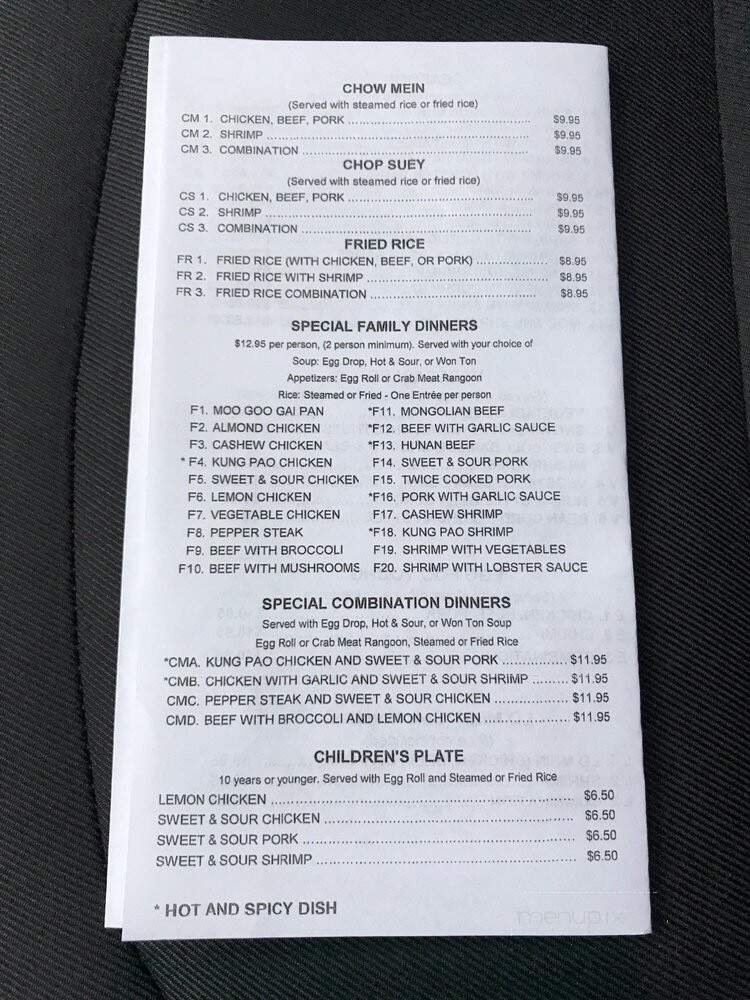 CHOW MEIN
(Served with steamed rice or fried rice)
CM 1. CHICKEN, BEEF, PORK ................................ $9.95
CM 2. SHRIMP ................................ $9.95
CM 3. COMBINATION ................................ $9.95
CHOP SUEY
(Served with steamed rice or fried rice)
CS 1. CHICKEN, BEEF, PORK ................................ $9.95
CS 2. SHRIMP ................................ $9.95
CS 3. COMBINATION ................................ $9.95
FRIED RICE
FR 1. FRIED RICE (WITH CHICKEN, BEEF, OR PORK) .................. $8.95
FR 2. FRIED RICE WITH SHRIMP ................................ $8.95
FR 3. FRIED RICE COMBINATION ................................ $8.95
SPECIAL FAMILY DINNERS
$12.95 per person, (2 person minimum). Served with your choice of
Soup: Egg Drop, Hot & Sour, or Won Ton
Appetizers: Egg Roll or Crab Meat Rangoon
Rice: Steamed or Fried - One Entrée per person
F1. MOO GOO GAI PAN *F11. MONGOLIAN BEEF
F2. ALMOND CHICKEN *F12. BEEF WITH GARLIC SAUCE
F3. CASHEW CHICKEN *F13. HUNAN BEEF
* F4. KUNG PAO CHICKEN F14. SWEET & SOUR PORK
F5. SWEET & SOUR CHICKEN F15. TWICE COOKED PORK
F6. LEMON CHICKEN *F16. PORK WITH GARLIC SAUCE
F7. VEGETABLE CHICKEN F17. CASHEW SHRIMP
F8. PEPPER STEAK *F18. KUNG PAO SHRIMP
F9. BEEF WITH BROCCOLI F19. SHRIMP WITH VEGETABLES
F10. BEEF WITH MUSHROOMS F20. SHRIMP WITH LOBSTER SAUCE
SPECIAL COMBINATION DINNERS
Served with Egg Drop, Hot & Sour, or Won Ton Soup
Egg Roll or Crab Meat Rangoon, Steamed or Fried Rice
*CMA. KUNG PAO CHICKEN AND SWEET & SOUR PORK ................ $11.95
*CMB. CHICKEN WITH GARLIC AND SWEET & SOUR SHRIMP ......... $11.95
CMC. PEPPER STEAK AND SWEET & SOUR CHICKEN .................. $11.95
CMD. BEEF WITH BROCCOLI AND LEMON CHICKEN .................... $11.95
CHILDREN'S PLATE
10 years or younger. Served with Egg Roll and Steamed or Fried Rice
LEMON CHICKEN ................................ $6.50
SWEET & SOUR CHICKEN ................................ $6.50
SWEET & SOUR PORK ................................ $6.50
SWEET & SOUR SHRIMP ................................ $6.50
* HOT AND SPICY DISH
menupix